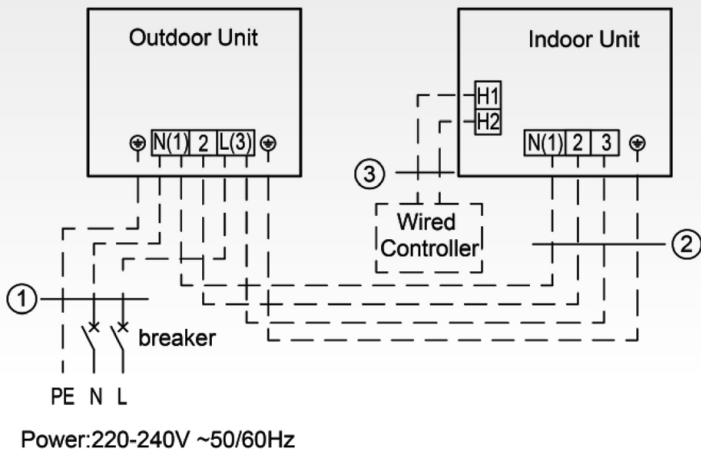 Outdoor Unit
Indoor Unit
H1
H2
N(1) 2 L(3)
N(1) 2 3
3
Wired
Controller
2
1
breaker
PE N L
Power:220-240V ~50/60Hz